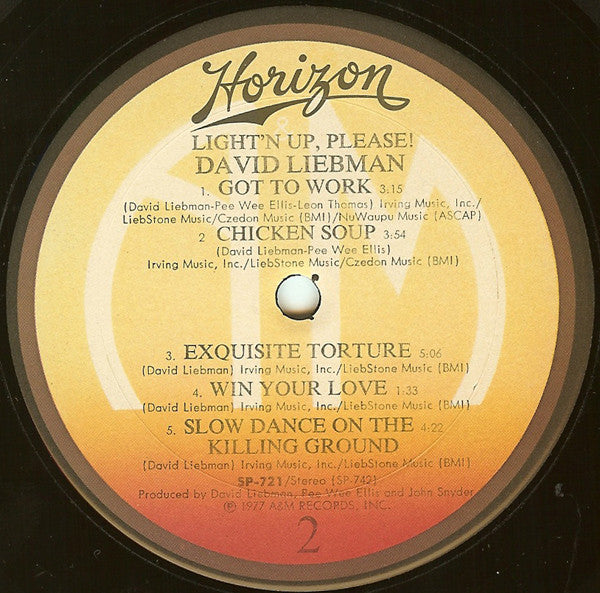 Horizon
LIGHT'N UP, PLEASE!
DAVID LIEBMAN
1. GOT TO WORK 3:15
(David Liebman-Pee Wee Ellis-Leon Thomas) Irving Music, Inc./
LiebStone Music/Czedon Music (BMI)/NuWaupu Music (ASCAP)
2 CHICKEN SOUP 3:54
(David Liebman-Pee Wee Ellis)
Irving Music, Inc./LiebStone Music/Czedon Music (BMI)
3. EXQUISITE TORTURE 5:06
(David Liebman) Irving Music, Inc./LiebStone Music (BMI)
4. WIN YOUR LOVE 1:33
(David Liebman) Irving Music, Inc./LiebStone Music (BMI)
5. SLOW DANCE ON THE 4:22
KILLING GROUND
(David Liebman) Irving Music, Inc./LiebStone Music (BMI)
SP-721/Stereo (SP-742)
Produced by David Liebman, Pee Wee Ellis and John Snyder
℗ 1977 A&M RECORDS, INC.
2